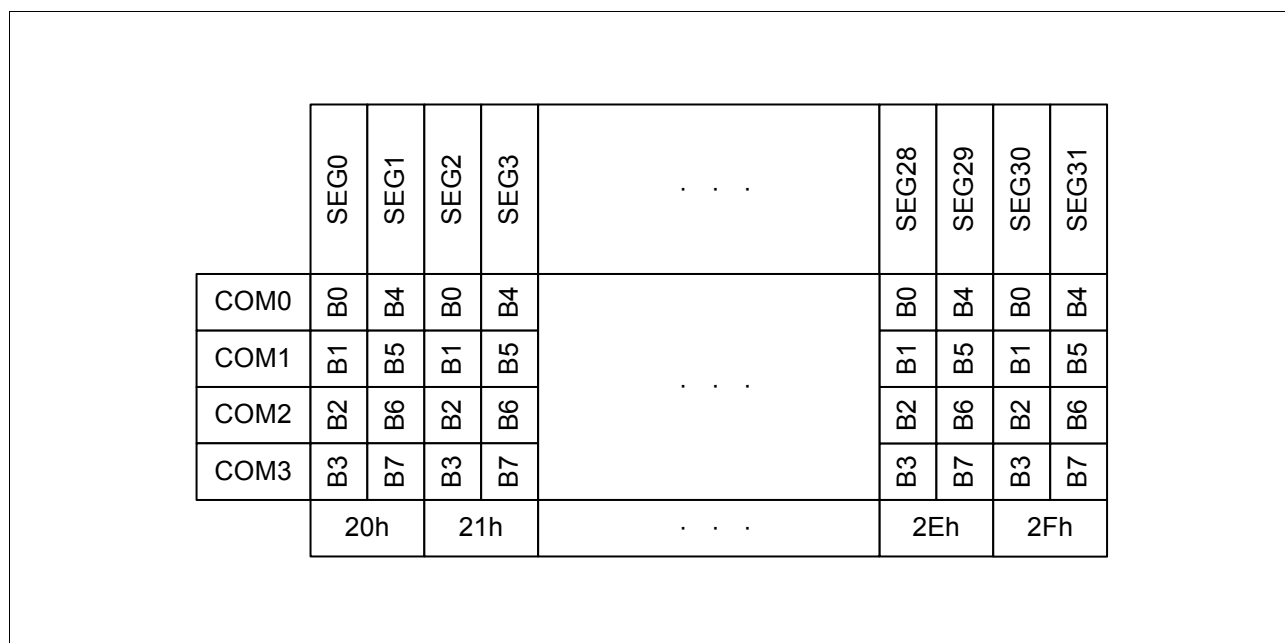 SEG0 SEG1 SEG2 SEG3 . . . SEG28 SEG29 SEG30 SEG31
COM0 B0 B4 B0 B4 B0 B4 B0 B4
COM1 B1 B5 B1 B5 . . . B1 B5 B1 B5
COM2 B2 B6 B2 B6 B2 B6 B2 B6
COM3 B3 B7 B3 B7 B3 B7 B3 B7
20h 21h . . . 2Eh 2Fh